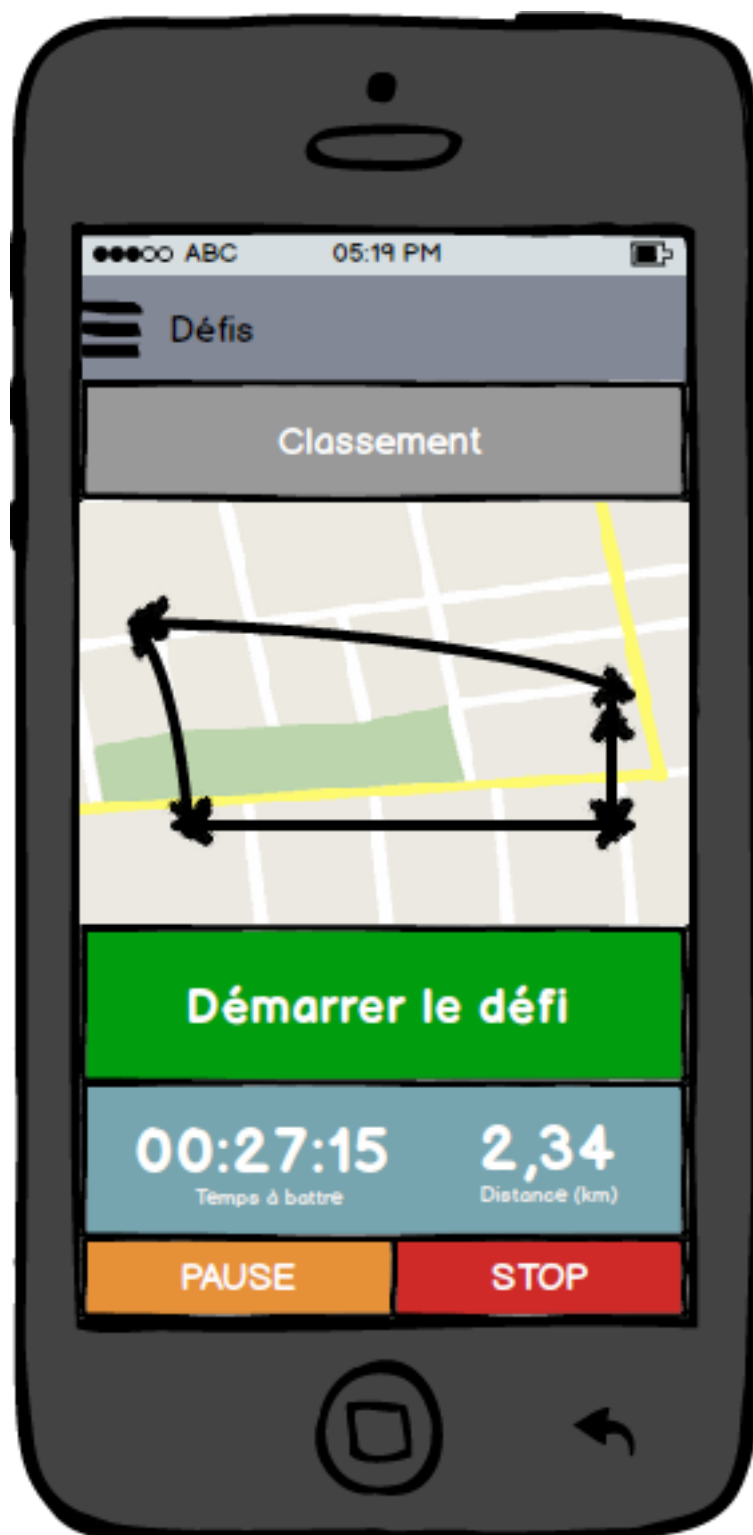 ABC 05:19 PM
Défis
Classement
Démarrer le défi
00:27:15 2,34
Temps à battre Distance (km)
PAUSE STOP